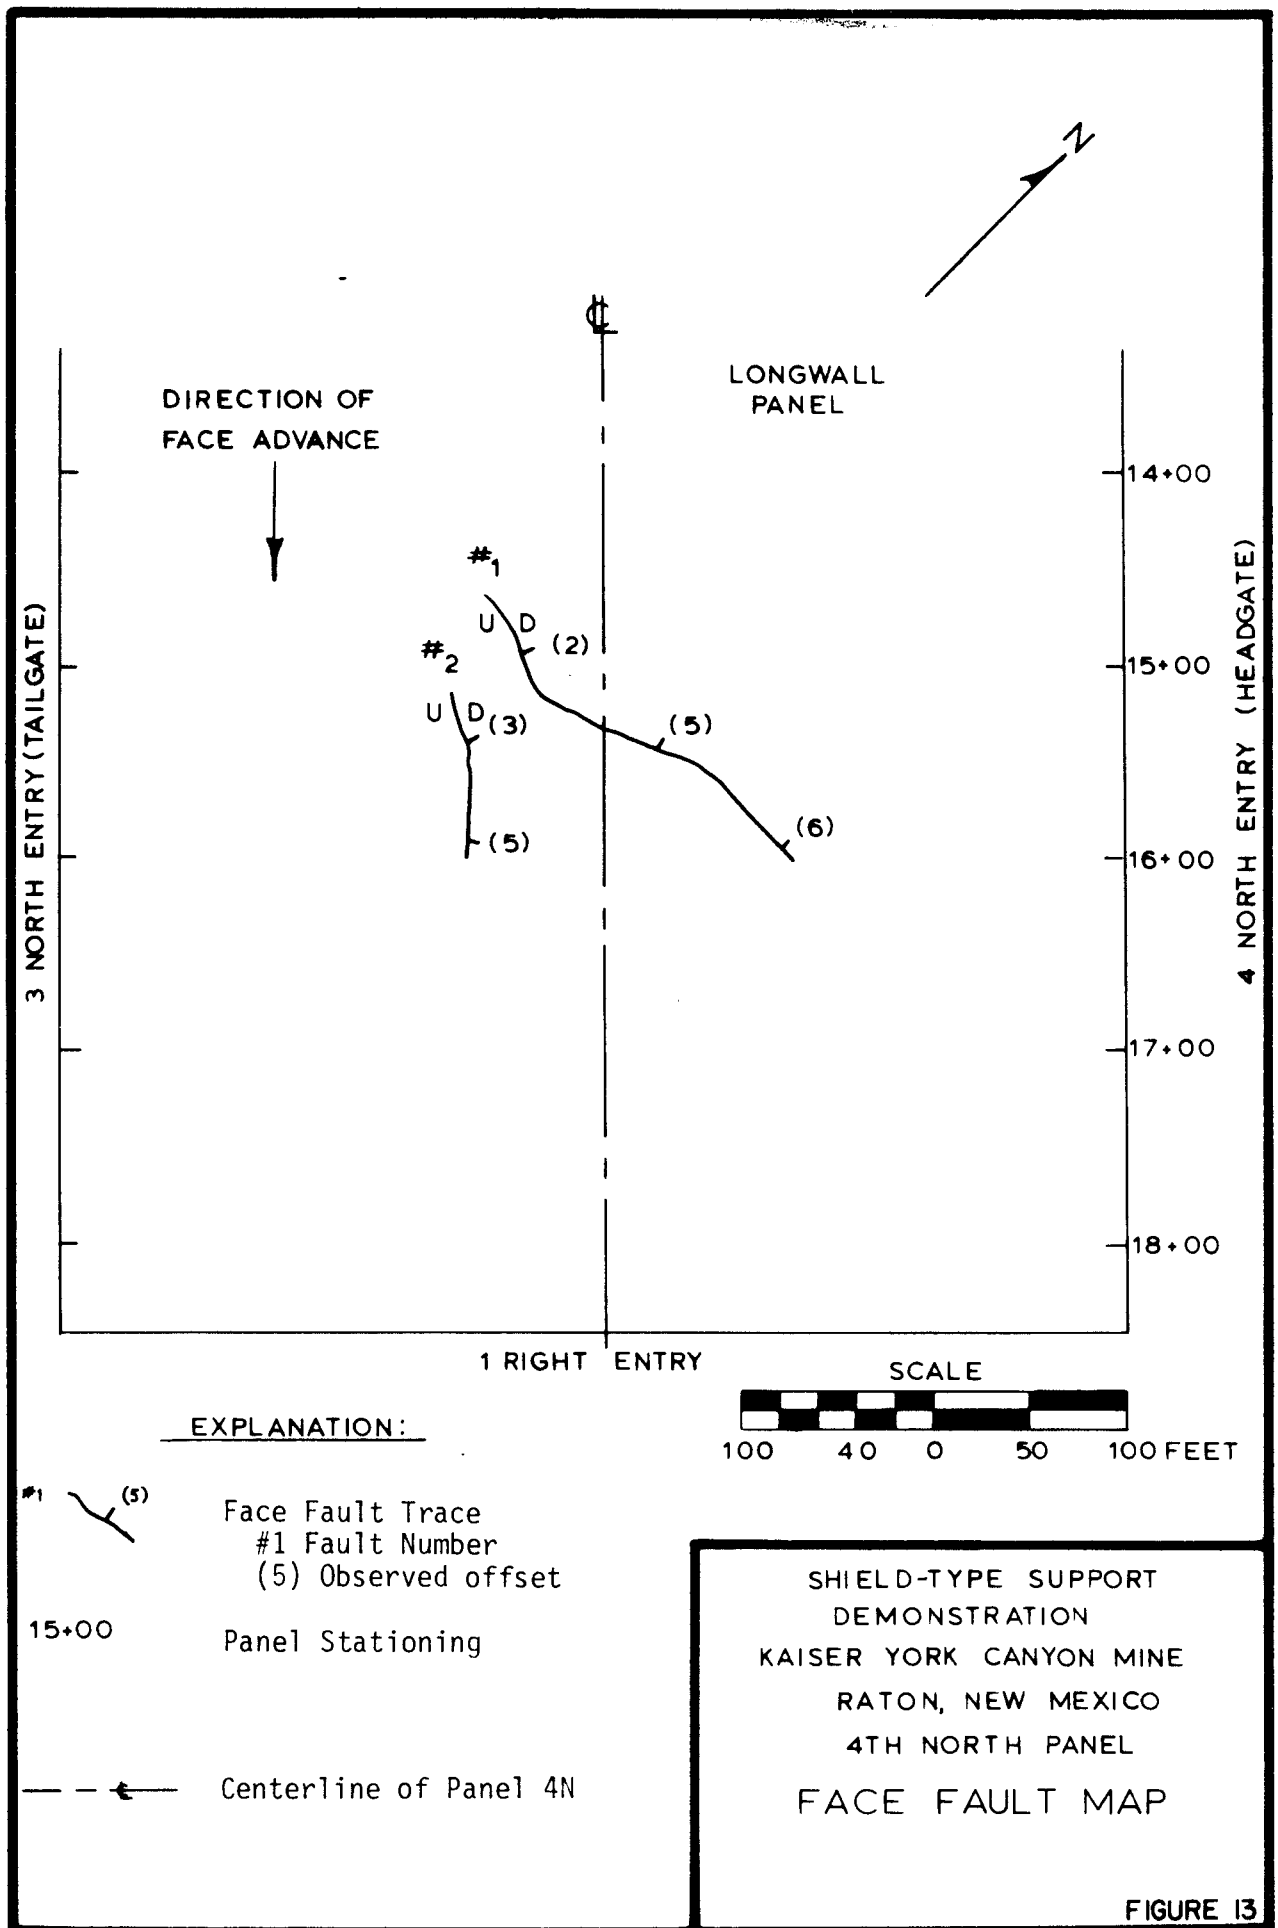 N
℄
LONGWALL
PANEL
DIRECTION OF
FACE ADVANCE
14+00
#1
U D (2)
15+00
#2
U D (3)
(5)
(6)
(5)
16+00
3 NORTH ENTRY (TAILGATE)
4 NORTH ENTRY (HEADGATE)
17+00
18+00
1 RIGHT ENTRY
SCALE
100 40 0 50 100 FEET
EXPLANATION:
#1 (5)
Face Fault Trace
#1 Fault Number
(5) Observed offset
15+00 Panel Stationing
℄ Centerline of Panel 4N
SHIELD-TYPE SUPPORT
DEMONSTRATION
KAISER YORK CANYON MINE
RATON, NEW MEXICO
4TH NORTH PANEL
FACE FAULT MAP
FIGURE 13